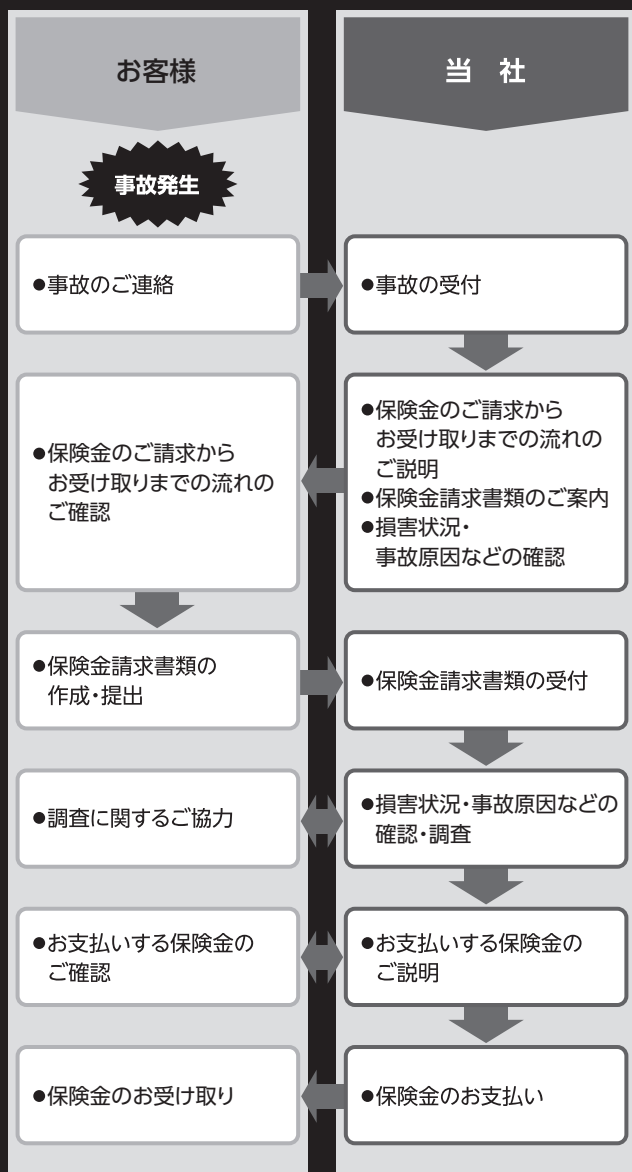 お客様
当 社
事故発生
●事故のご連絡
●事故の受付
●保険金のご請求から
お受け取りまでの流れの
ご確認
●保険金のご請求から
お受け取りまでの流れの
ご説明
●保険金請求書類のご案内
●損害状況・
事故原因などの確認
●保険金請求書類の
作成・提出
●保険金請求書類の受付
●調査に関するご協力
●損害状況・事故原因などの
確認・調査
●お支払いする保険金の
ご確認
●お支払いする保険金の
ご説明
●保険金のお受け取り
●保険金のお支払い